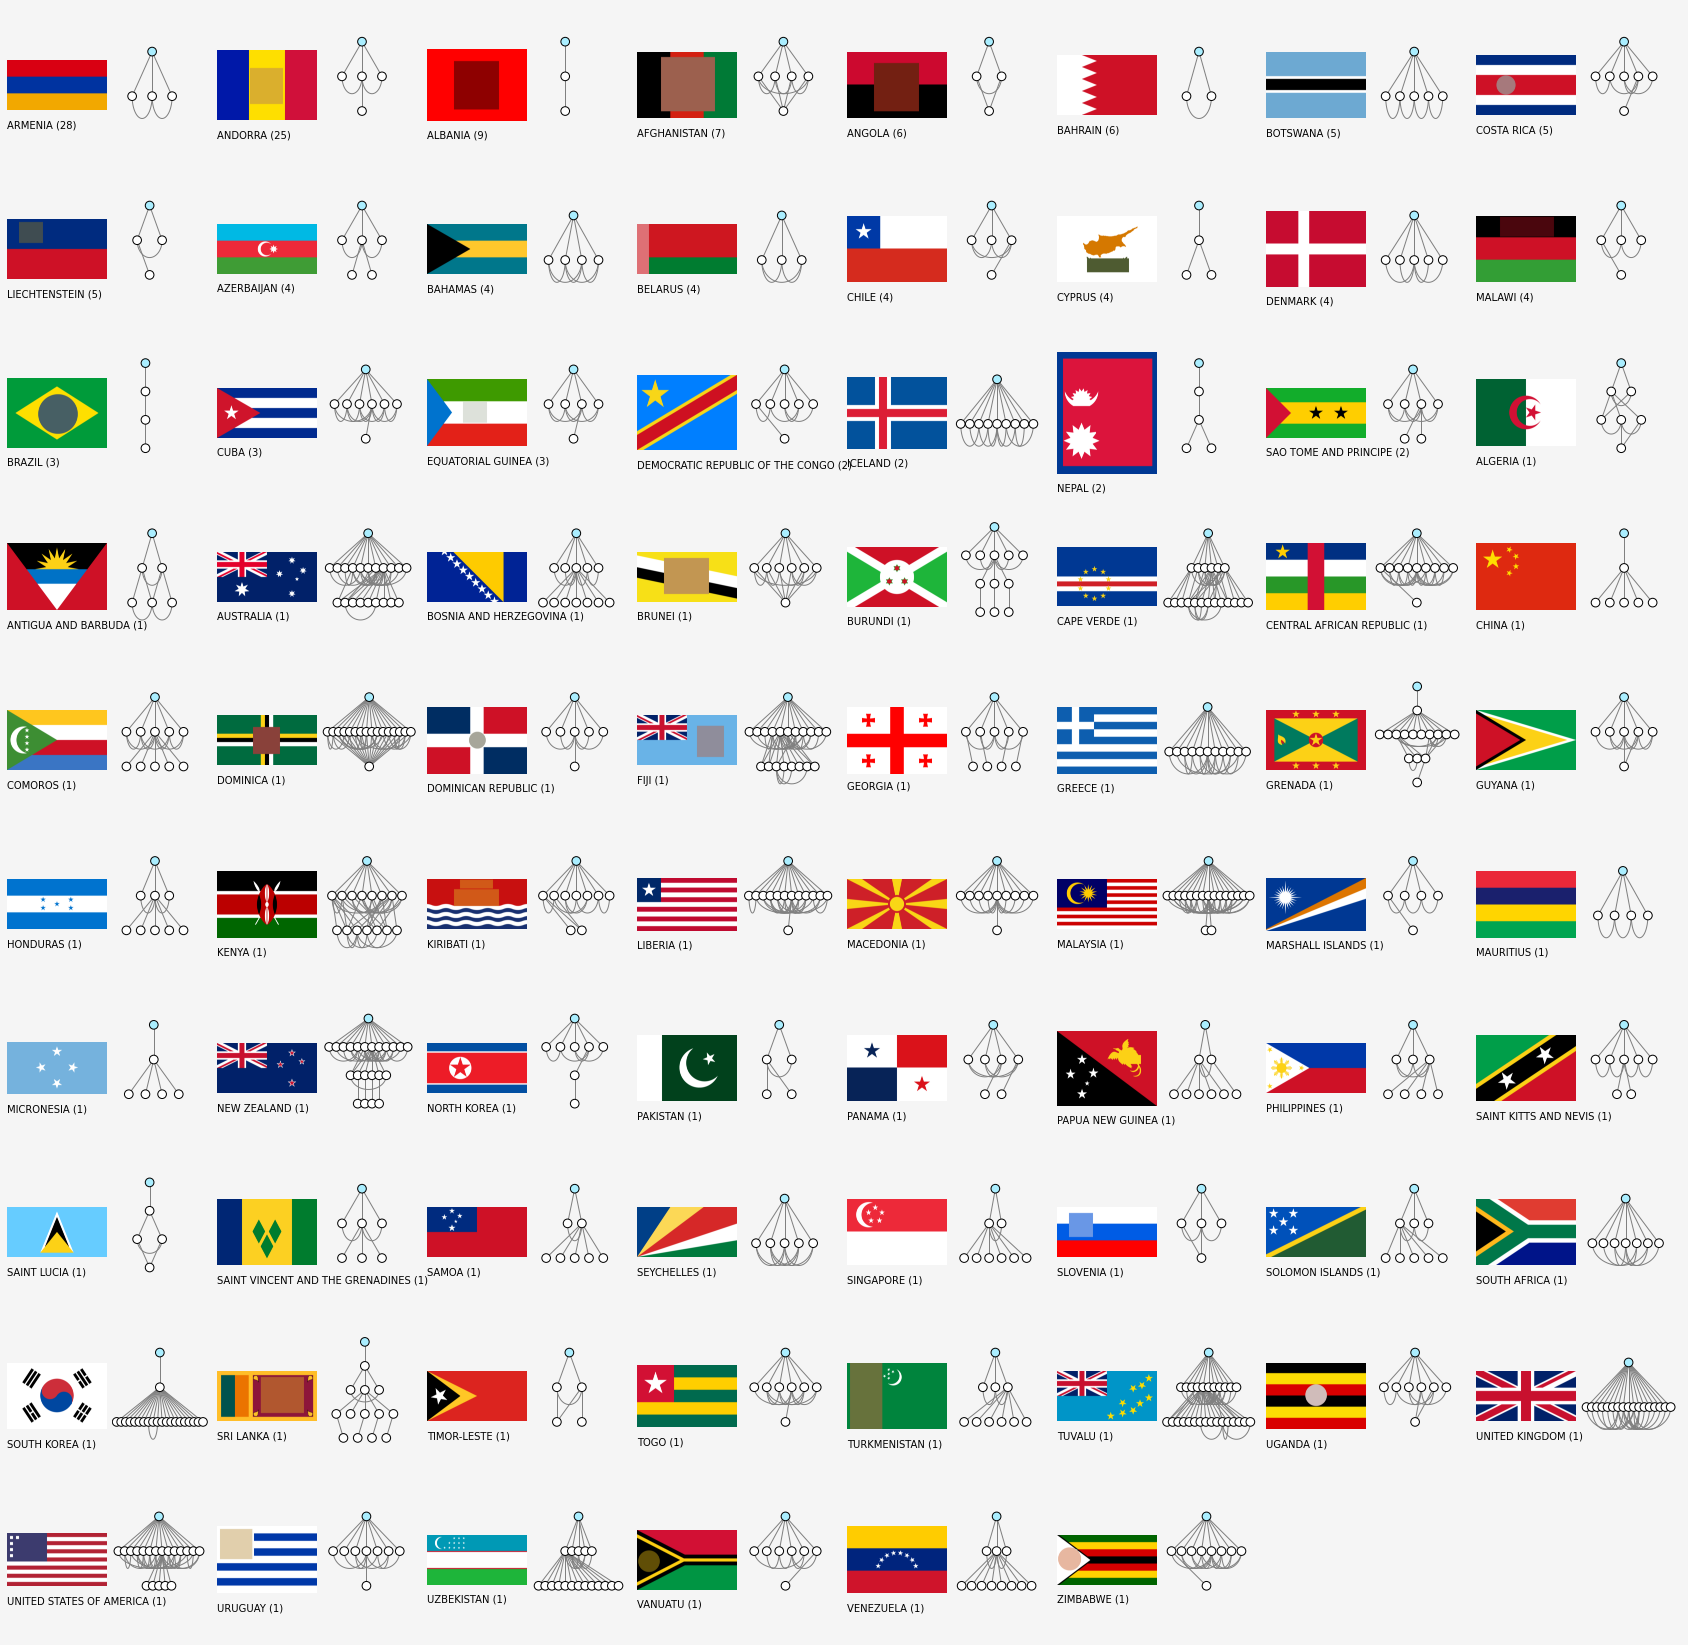 ARMENIA (28)
ANDORRA (25)
ALBANIA (9)
AFGHANISTAN (7)
ANGOLA (6)
BAHRAIN (6)
BOTSWANA (5)
COSTA RICA (5)
LIECHTENSTEIN (5)
AZERBAIJAN (4)
BAHAMAS (4)
BELARUS (4)
CHILE (4)
CYPRUS (4)
DENMARK (4)
MALAWI (4)
BRAZIL (3)
CUBA (3)
EQUATORIAL GUINEA (3)
DEMOCRATIC REPUBLIC OF THE CONGO (2)
ICELAND (2)
NEPAL (2)
SAO TOME AND PRINCIPE (2)
ALGERIA (1)
ANTIGUA AND BARBUDA (1)
AUSTRALIA (1)
BOSNIA AND HERZEGOVINA (1)
BRUNEI (1)
BURUNDI (1)
CAPE VERDE (1)
CENTRAL AFRICAN REPUBLIC (1)
CHINA (1)
COMOROS (1)
DOMINICA (1)
DOMINICAN REPUBLIC (1)
FIJI (1)
GEORGIA (1)
GREECE (1)
GRENADA (1)
GUYANA (1)
HONDURAS (1)
KENYA (1)
KIRIBATI (1)
LIBERIA (1)
MACEDONIA (1)
MALAYSIA (1)
MARSHALL ISLANDS (1)
MAURITIUS (1)
MICRONESIA (1)
NEW ZEALAND (1)
NORTH KOREA (1)
PAKISTAN (1)
PANAMA (1)
PAPUA NEW GUINEA (1)
PHILIPPINES (1)
SAINT KITTS AND NEVIS (1)
SAINT LUCIA (1)
SAINT VINCENT AND THE GRENADINES (1)
SAMOA (1)
SEYCHELLES (1)
SINGAPORE (1)
SLOVENIA (1)
SOLOMON ISLANDS (1)
SOUTH AFRICA (1)
SOUTH KOREA (1)
SRI LANKA (1)
TIMOR-LESTE (1)
TOGO (1)
TURKMENISTAN (1)
TUVALU (1)
UGANDA (1)
UNITED KINGDOM (1)
UNITED STATES OF AMERICA (1)
URUGUAY (1)
UZBEKISTAN (1)
VANUATU (1)
VENEZUELA (1)
ZIMBABWE (1)